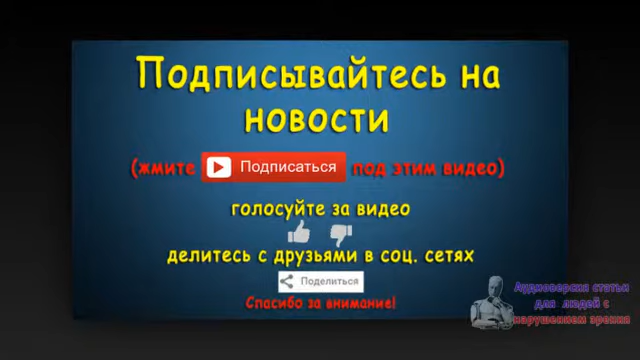 Подписывайтесь на
новости
(жмите Подписаться под этим видео)
голосуйте за видео
делитесь с друзьями в соц. сетях
Поделиться
Спасибо за внимание!
Аудиоверсия статьи
для людей с
нарушением зрения